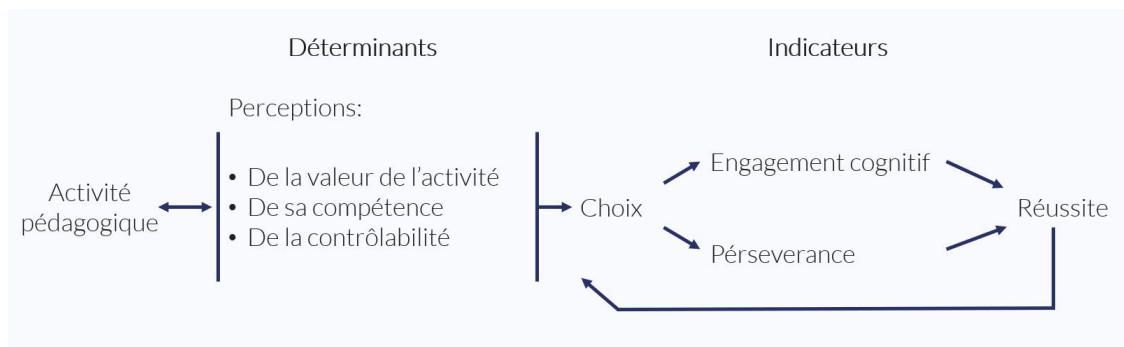 Déterminants
Indicateurs
Perceptions:
Activité
pédagogique
• De la valeur de l’activité
• De sa compétence
• De la contrôlabilité
Choix
Engagement cognitif
Pérseverance
Réussite